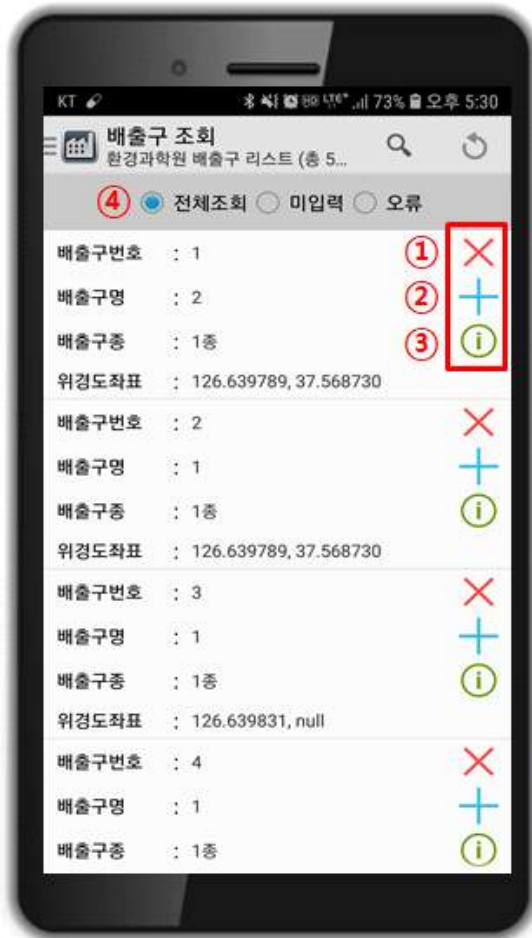 KT 73% 오후 5:30
배출구 조회
환경과학원 배출구 리스트 (총 5...
④ 전체조회 미입력 오류
배출구번호 : 1 ①
배출구명 : 2 ②
배출구종 : 1종 ③
위경도좌표 : 126.639789, 37.568730
배출구번호 : 2
배출구명 : 1
배출구종 : 1종
위경도좌표 : 126.639789, 37.568730
배출구번호 : 3
배출구명 : 1
배출구종 : 1종
위경도좌표 : 126.639831, null
배출구번호 : 4
배출구명 : 1
배출구종 : 1종